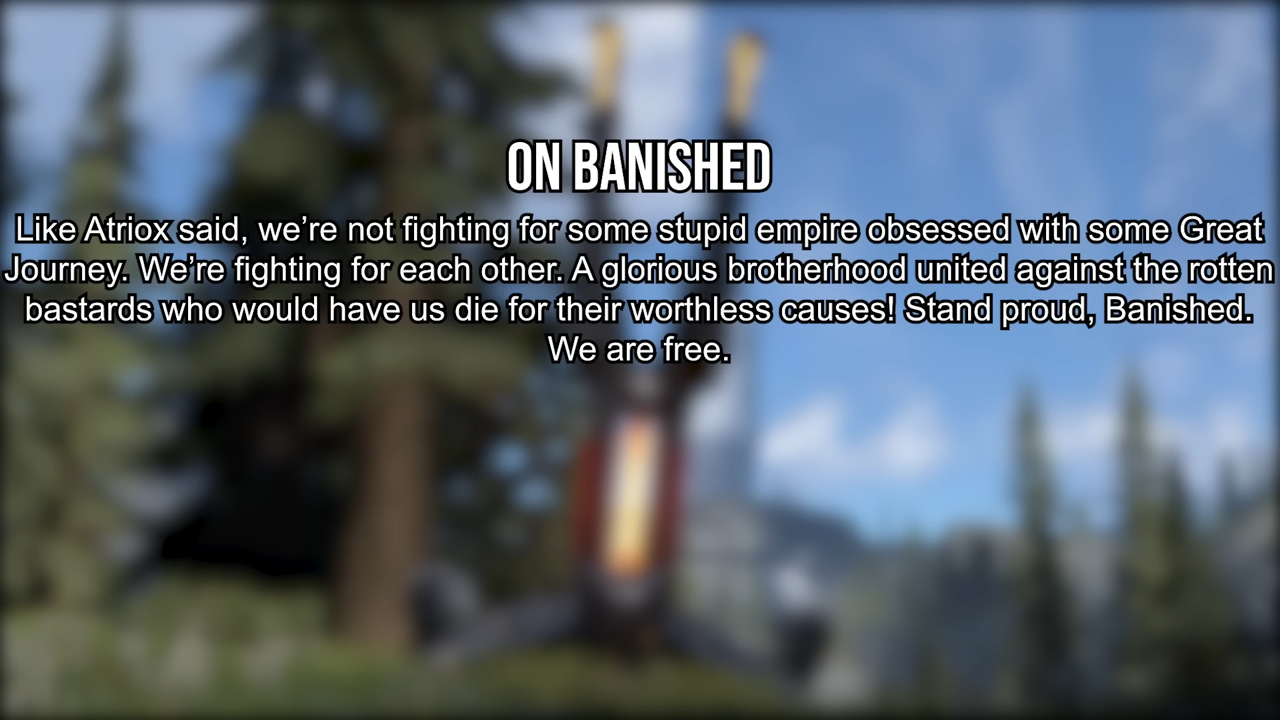 ON BANISHED
Like Atriox said, we’re not fighting for some stupid empire obsessed with some Great
Journey. We’re fighting for each other. A glorious brotherhood united against the rotten
bastards who would have us die for their worthless causes! Stand proud, Banished.
We are free.